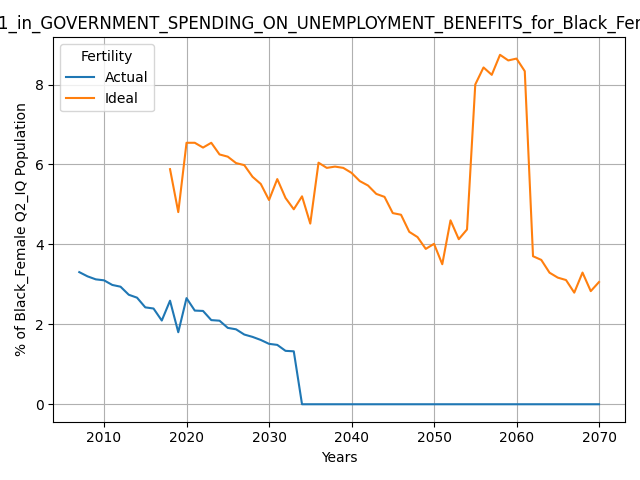 1_in_GOVERNMENT_SPENDING_ON_UNEMPLOYMENT_BENEFITS_for_Black_Fe
Fertility
Actual
Ideal
% of Black_Female Q2_IQ Population
8
6
4
2
0
2010 2020 2030 2040 2050 2060 2070
Years